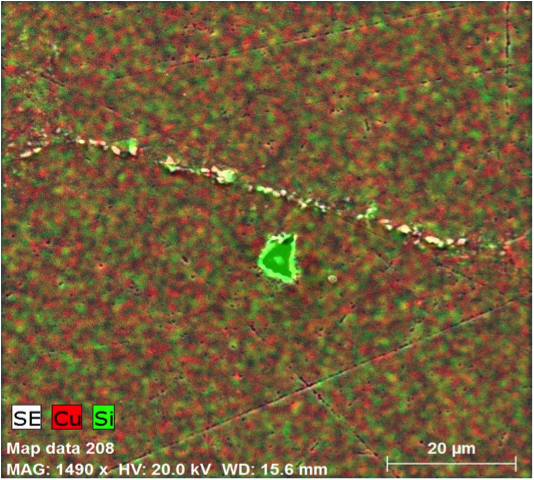 SE Cu Si
Map data 208
20 µm
MAG: 1490 x HV: 20.0 kV WD: 15.6 mm